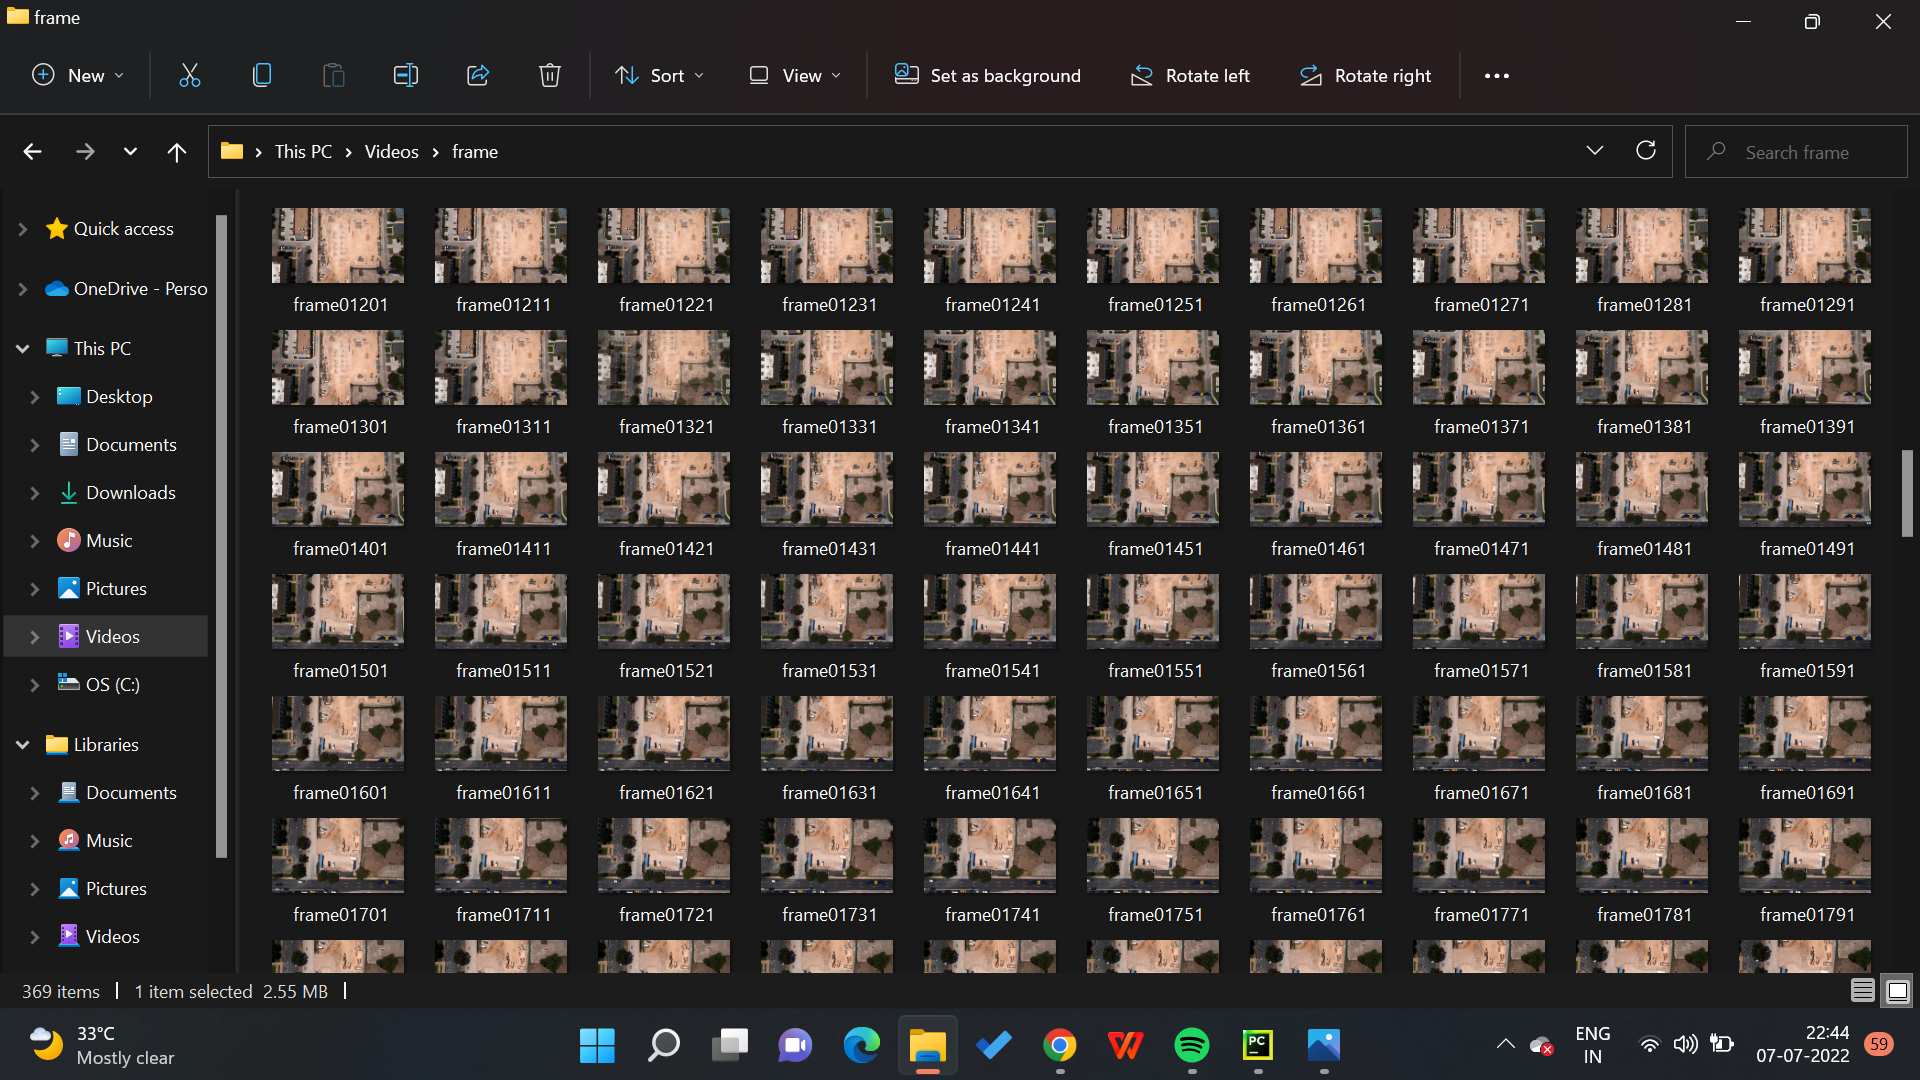 frame
New
Sort
View
Set as background
Rotate left
Rotate right
This PC
Videos
frame
Search frame
Quick access
OneDrive - Perso
This PC
Desktop
Documents
Downloads
Music
Pictures
Videos
OS (C:)
Libraries
Documents
Music
Pictures
Videos
frame01201 frame01211 frame01221 frame01231 frame01241 frame01251 frame01261 frame01271 frame01281 frame01291
frame01301 frame01311 frame01321 frame01331 frame01341 frame01351 frame01361 frame01371 frame01381 frame01391
frame01401 frame01411 frame01421 frame01431 frame01441 frame01451 frame01461 frame01471 frame01481 frame01491
frame01501 frame01511 frame01521 frame01531 frame01541 frame01551 frame01561 frame01571 frame01581 frame01591
frame01601 frame01611 frame01621 frame01631 frame01641 frame01651 frame01661 frame01671 frame01681 frame01691
frame01701 frame01711 frame01721 frame01731 frame01741 frame01751 frame01761 frame01771 frame01781 frame01791
369 items
1 item selected 2.55 MB
33°C
Mostly clear
PC
ENG
IN
22:44
07-07-2022
59